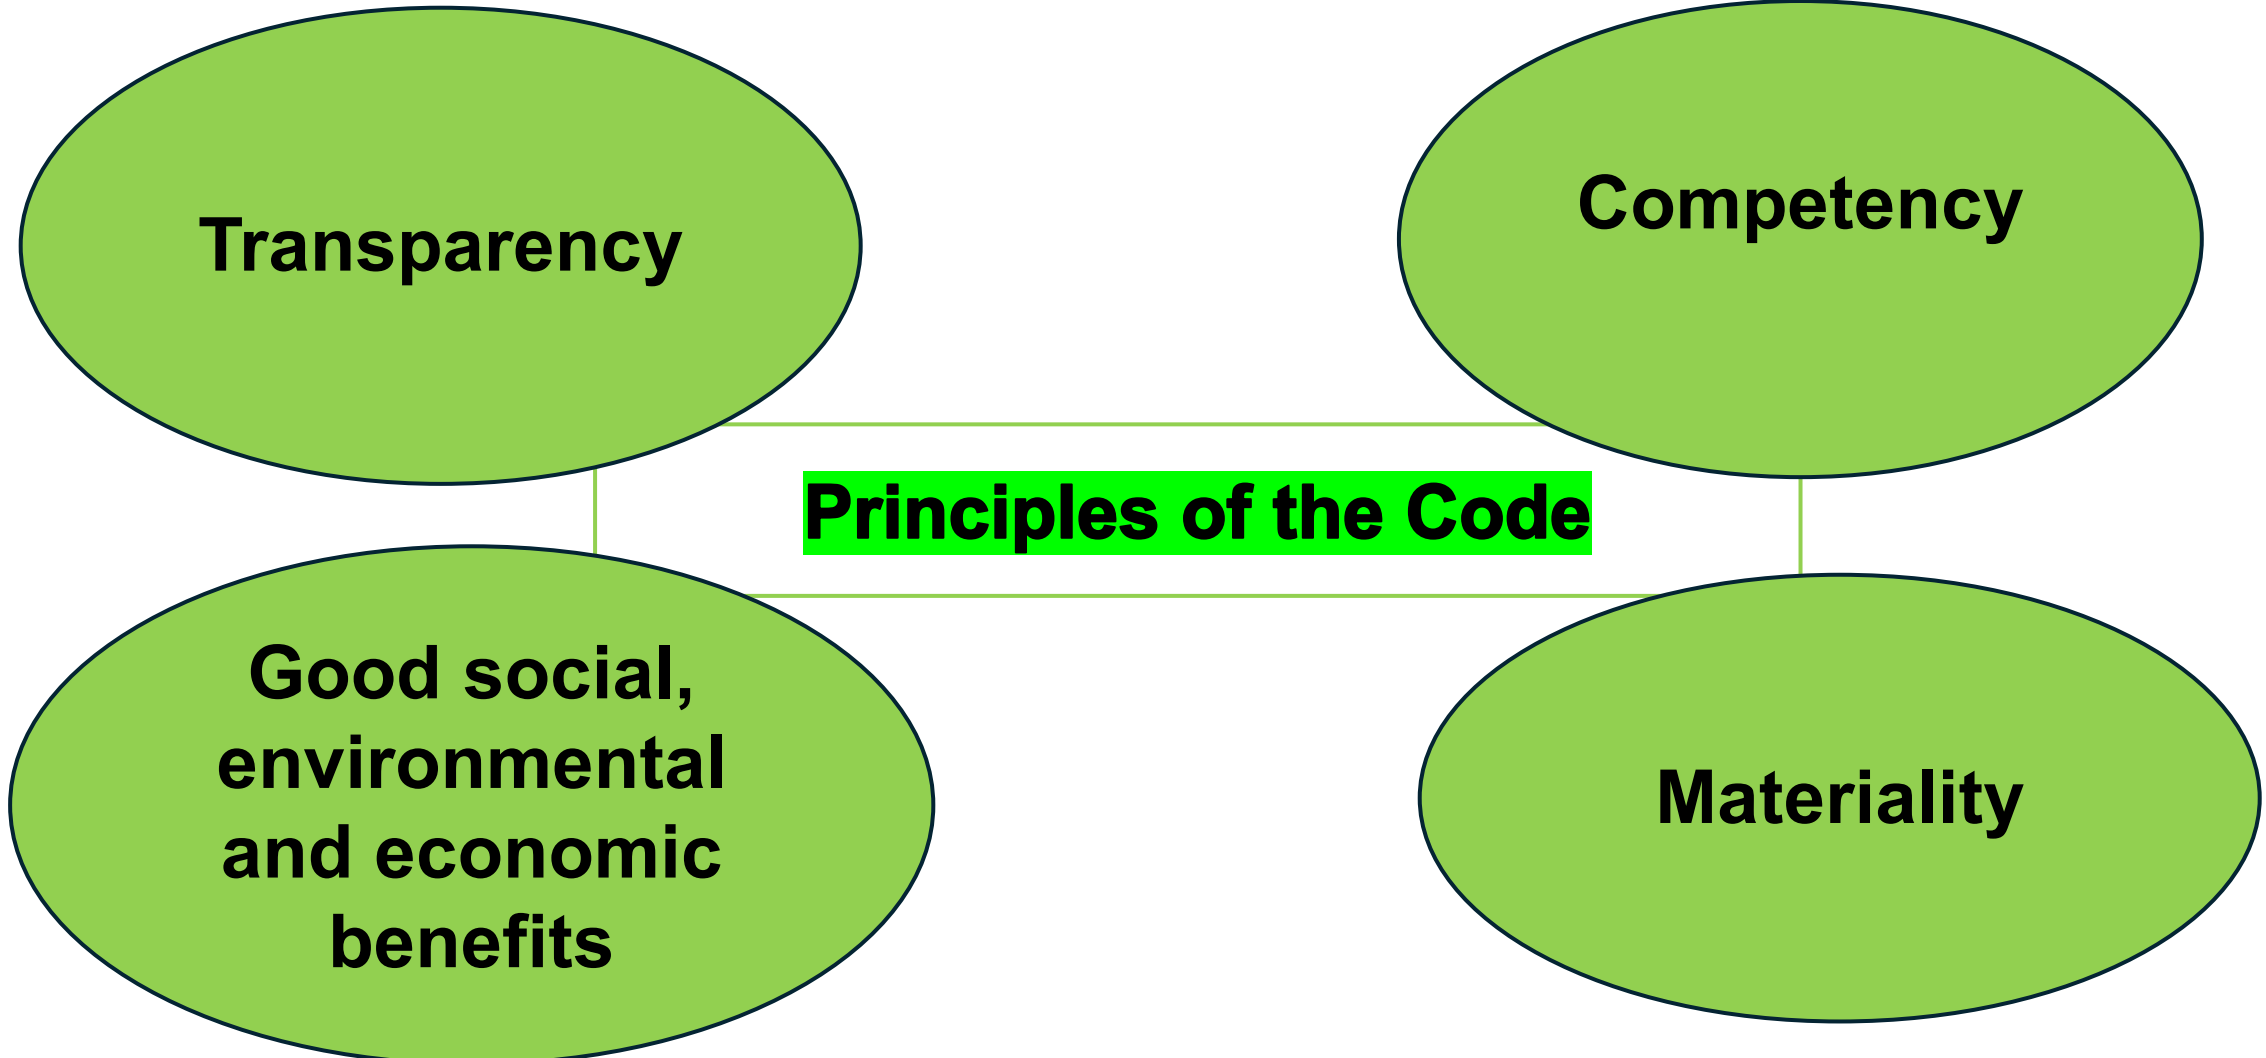 Transparency
Competency
Principles of the Code
Good social,
environmental
and economic
benefits
Materiality